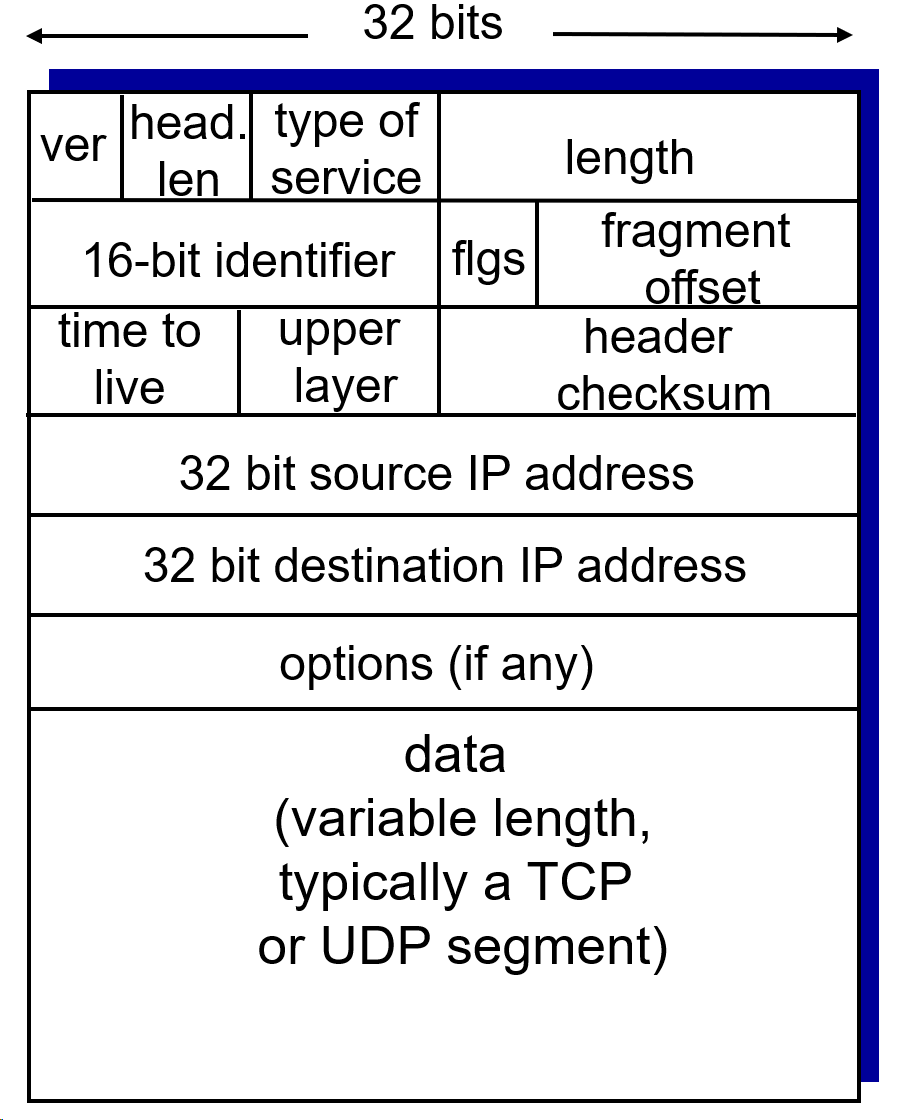 32 bits
ver
head.
len
type of
service
length
16-bit identifier
flgs
fragment
offset
time to
live
upper
layer
header
checksum
32 bit source IP address
32 bit destination IP address
options (if any)
data
(variable length,
typically a TCP
or UDP segment)